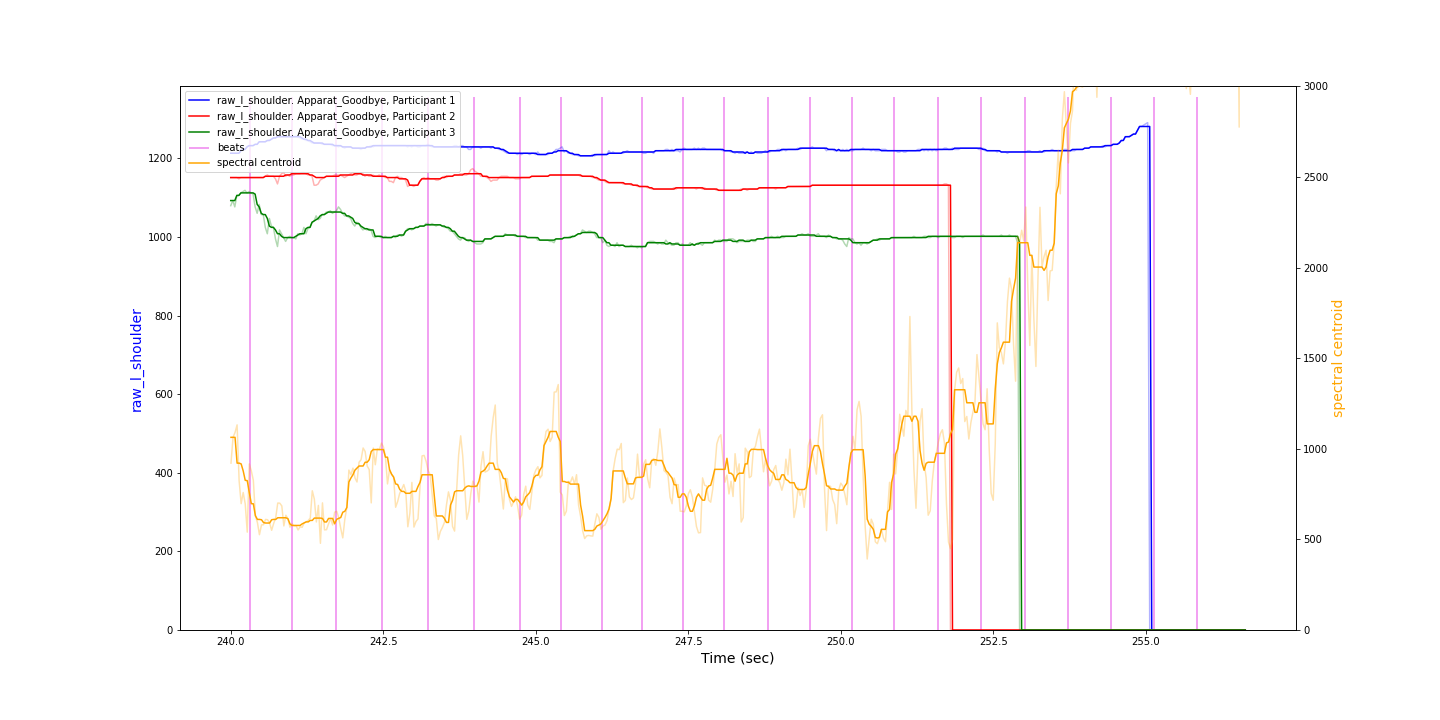 raw_l_shoulder. Apparat_Goodbye, Participant 1
raw_l_shoulder. Apparat_Goodbye, Participant 2
raw_l_shoulder. Apparat_Goodbye, Participant 3
beats
spectral centroid
raw_l_shoulder
1200
1000
800
600
400
200
0
3000
2500
2000
1500
1000
500
0
spectral centroid
240.0 242.5 245.0 247.5 250.0 252.5 255.0
Time (sec)